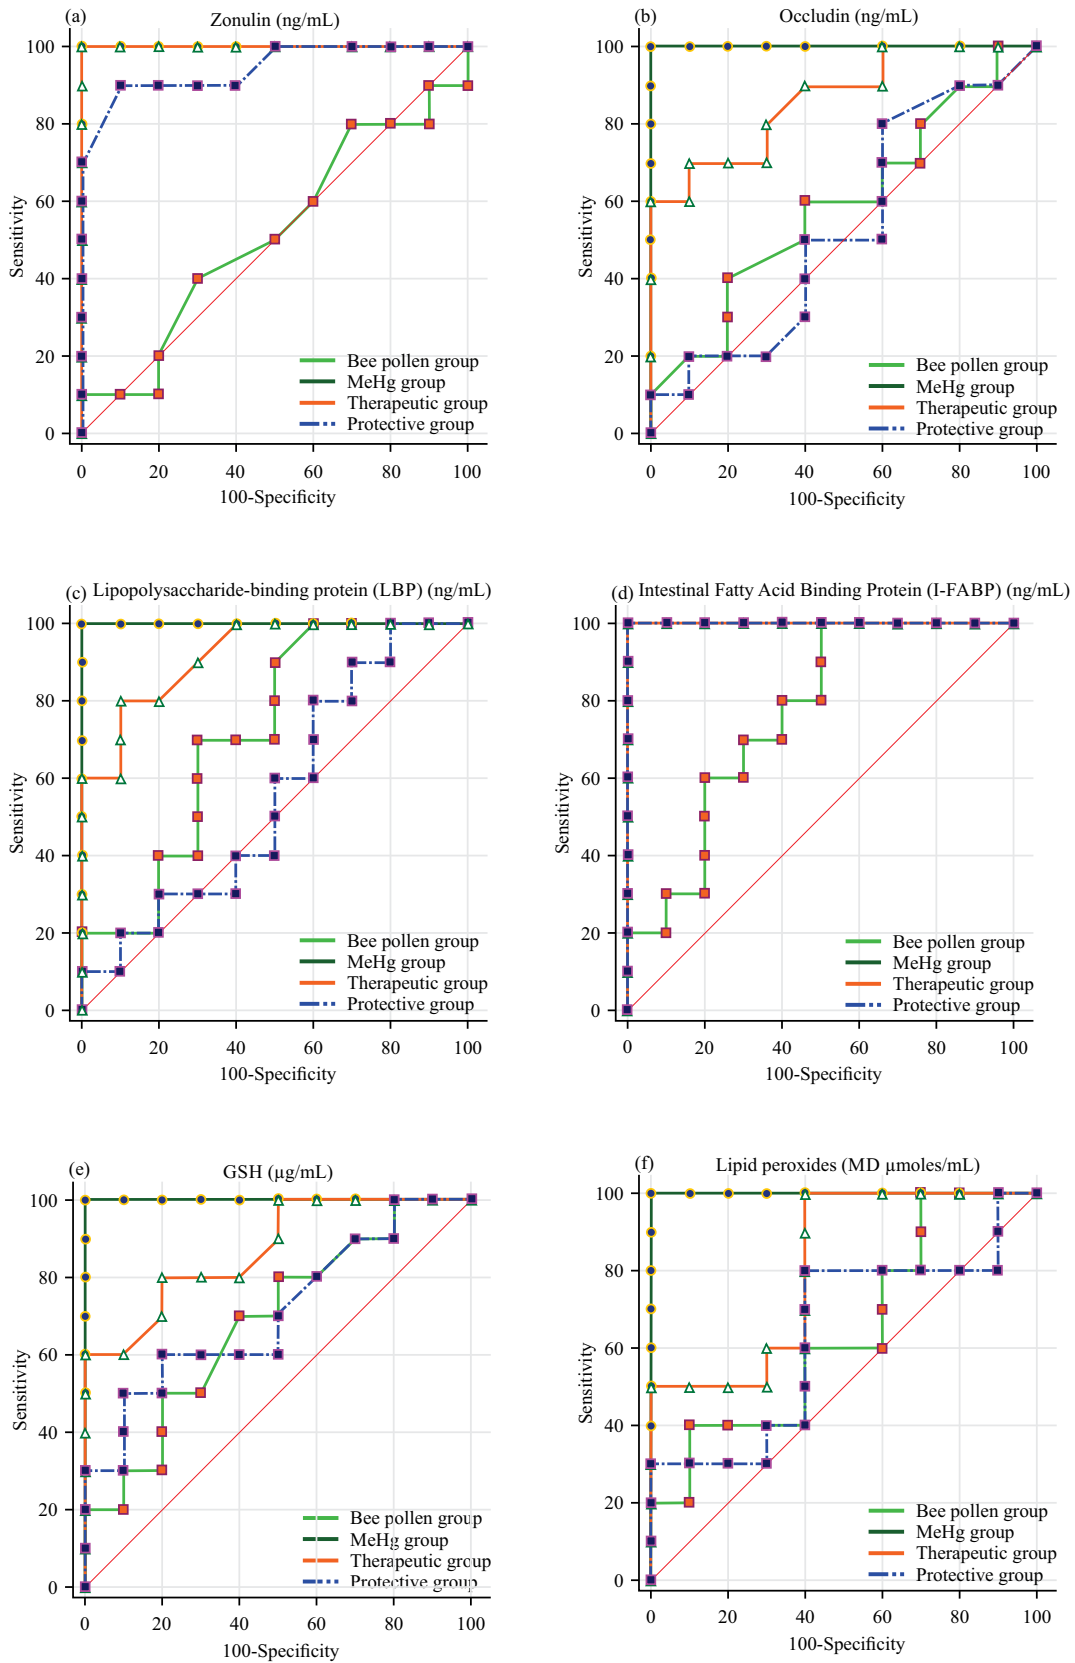 (a) Zonulin (ng/mL)
100
80
60
40
20
0
Sensitivity
Bee pollen group
MeHg group
Therapeutic group
Protective group
0 20 40 60 80 100
100-Specificity
(b) Occludin (ng/mL)
100
80
60
40
20
0
Sensitivity
Bee pollen group
MeHg group
Therapeutic group
Protective group
0 20 40 60 80 100
100-Specificity
(c) Lipopolysaccharide-binding protein (LBP) (ng/mL)
100
80
60
40
20
0
Sensitivity
Bee pollen group
MeHg group
Therapeutic group
Protective group
0 20 40 60 80 100
100-Specificity
(d) Intestinal Fatty Acid Binding Protein (I-FABP) (ng/mL)
100
80
60
40
20
0
Sensitivity
Bee pollen group
MeHg group
Therapeutic group
Protective group
0 20 40 60 80 100
100-Specificity
(e) GSH (µg/mL)
100
80
60
40
20
0
Sensitivity
Bee pollen group
MeHg group
Therapeutic group
Protective group
0 20 40 60 80 100
100-Specificity
(f) Lipid peroxides (MD µmoles/mL)
100
80
60
40
20
0
Sensitivity
Bee pollen group
MeHg group
Therapeutic group
Protective group
0 20 40 60 80 100
100-Specificity